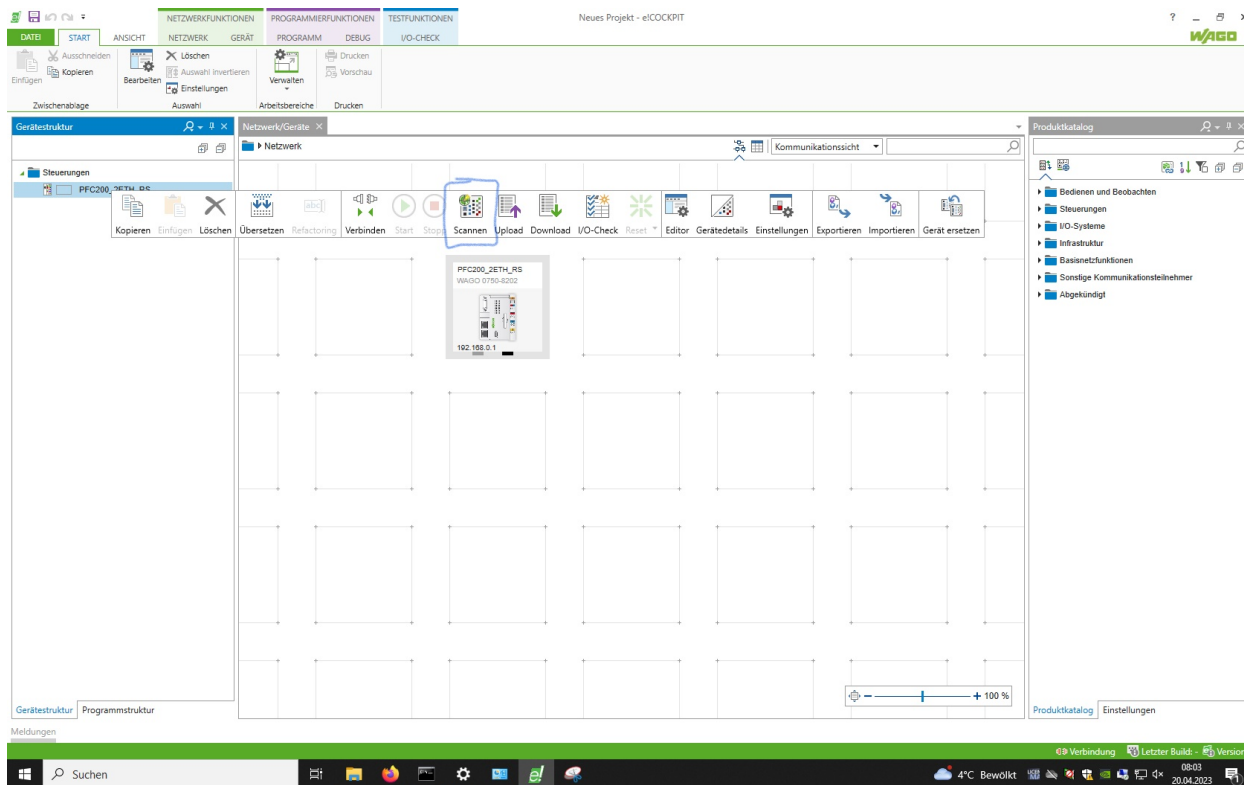 Neues Projekt - e!COCKPIT
NETZWERKFUNKTIONEN PROGRAMMIERFUNKTIONEN TESTFUNKTIONEN
DATEI START ANSICHT NETZWERK GERÄT PROGRAMM DEBUG I/O-CHECK
WAGO
Einfügen
Ausschneiden
Kopieren
Zwischenablage
Bearbeiten
Löschen
Auswahl invertieren
Einstellungen
Auswahl
Verwalten
Arbeitsbereiche
Drucken
Vorschau
Drucken
Gerätestruktur
Steuerungen
PFC200_2ETH_RS
Netzwerk/Geräte
Netzwerk
Kommunikationssicht
Kopieren Einfügen Löschen Übersetzen Refactoring Verbinden Start Stopp Scannen Upload Download I/O-Check Reset Editor Gerätedetails Einstellungen Exportieren Importieren Gerät ersetzen
PFC200_2ETH_RS
WAGO 0750-8202
192.168.0.1
100 %
Produktkatalog
Bedienen und Beobachten
Steuerungen
I/O-Systeme
Infrastruktur
Basisnetzfunktionen
Sonstige Kommunikationsteilnehmer
Abgekündigt
Gerätestruktur Programmstruktur
Produktkatalog Einstellungen
Meldungen
Verbindung Letzter Build: - Version
Suchen
4°C Bewölkt
08:03
20.04.2023